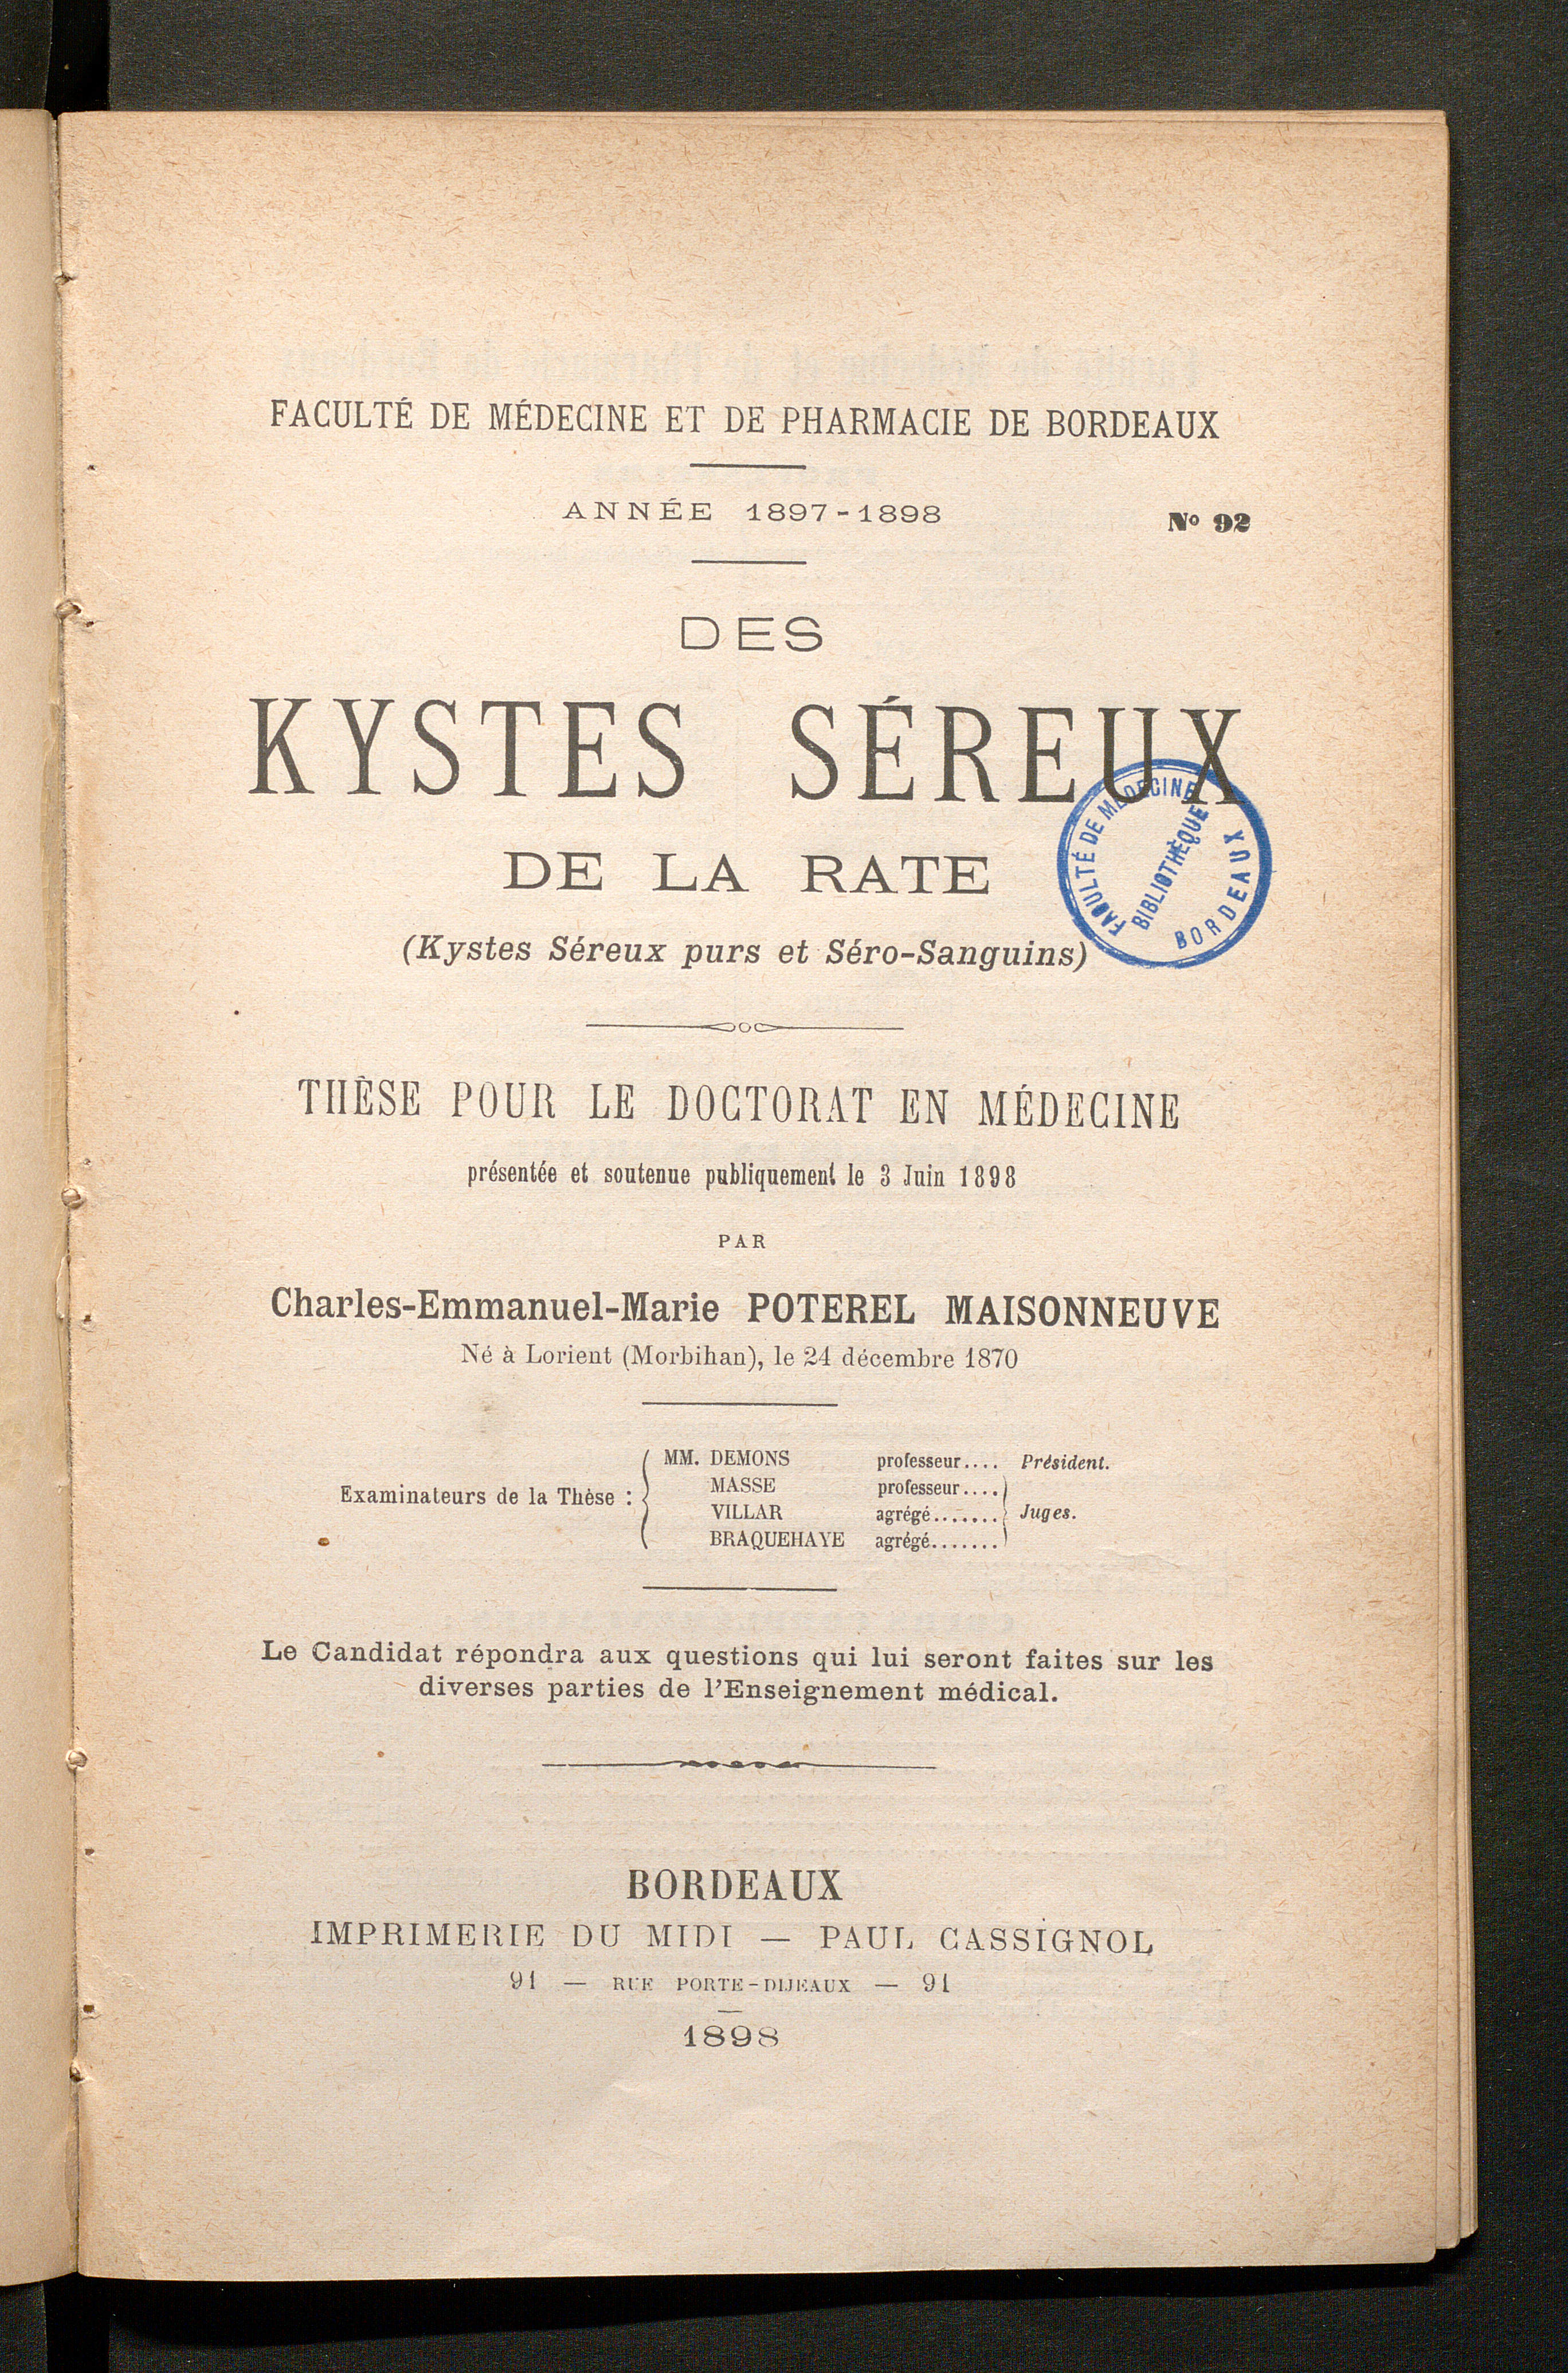 FACULTÉ DE MÉDECINE ET DE PHARMACIE DE BORDEAUX
ANNÉE 1897-1898 Nº 92
DES
KYSTES SÉREUX
DE LA RATE
(Kystes Séreux purs et Séro-Sanguins)
FACULTÉ DE MÉDECINE
BIBLIOTHÈQUE
BORDEAUX
THÈSE POUR LE DOCTORAT EN MÉDECINE
présentée et soutenue publiquement le 3 Juin 1898
PAR
Charles-Emmanuel-Marie POTEREL MAISONNEUVE
Né à Lorient (Morbihan), le 24 décembre 1870
Examinateurs de la Thèse :
MM. DEMONS professeur.... Président.
MASSE professeur....
VILLAR agrégé....... Juges.
BRAQUEHAYE agrégé.......
Le Candidat répondra aux questions qui lui seront faites sur les
diverses parties de l'Enseignement médical.
BORDEAUX
IMPRIMERIE DU MIDI — PAUL CASSIGNOL
91 — RUE PORTE-DIJEAUX — 91
1898